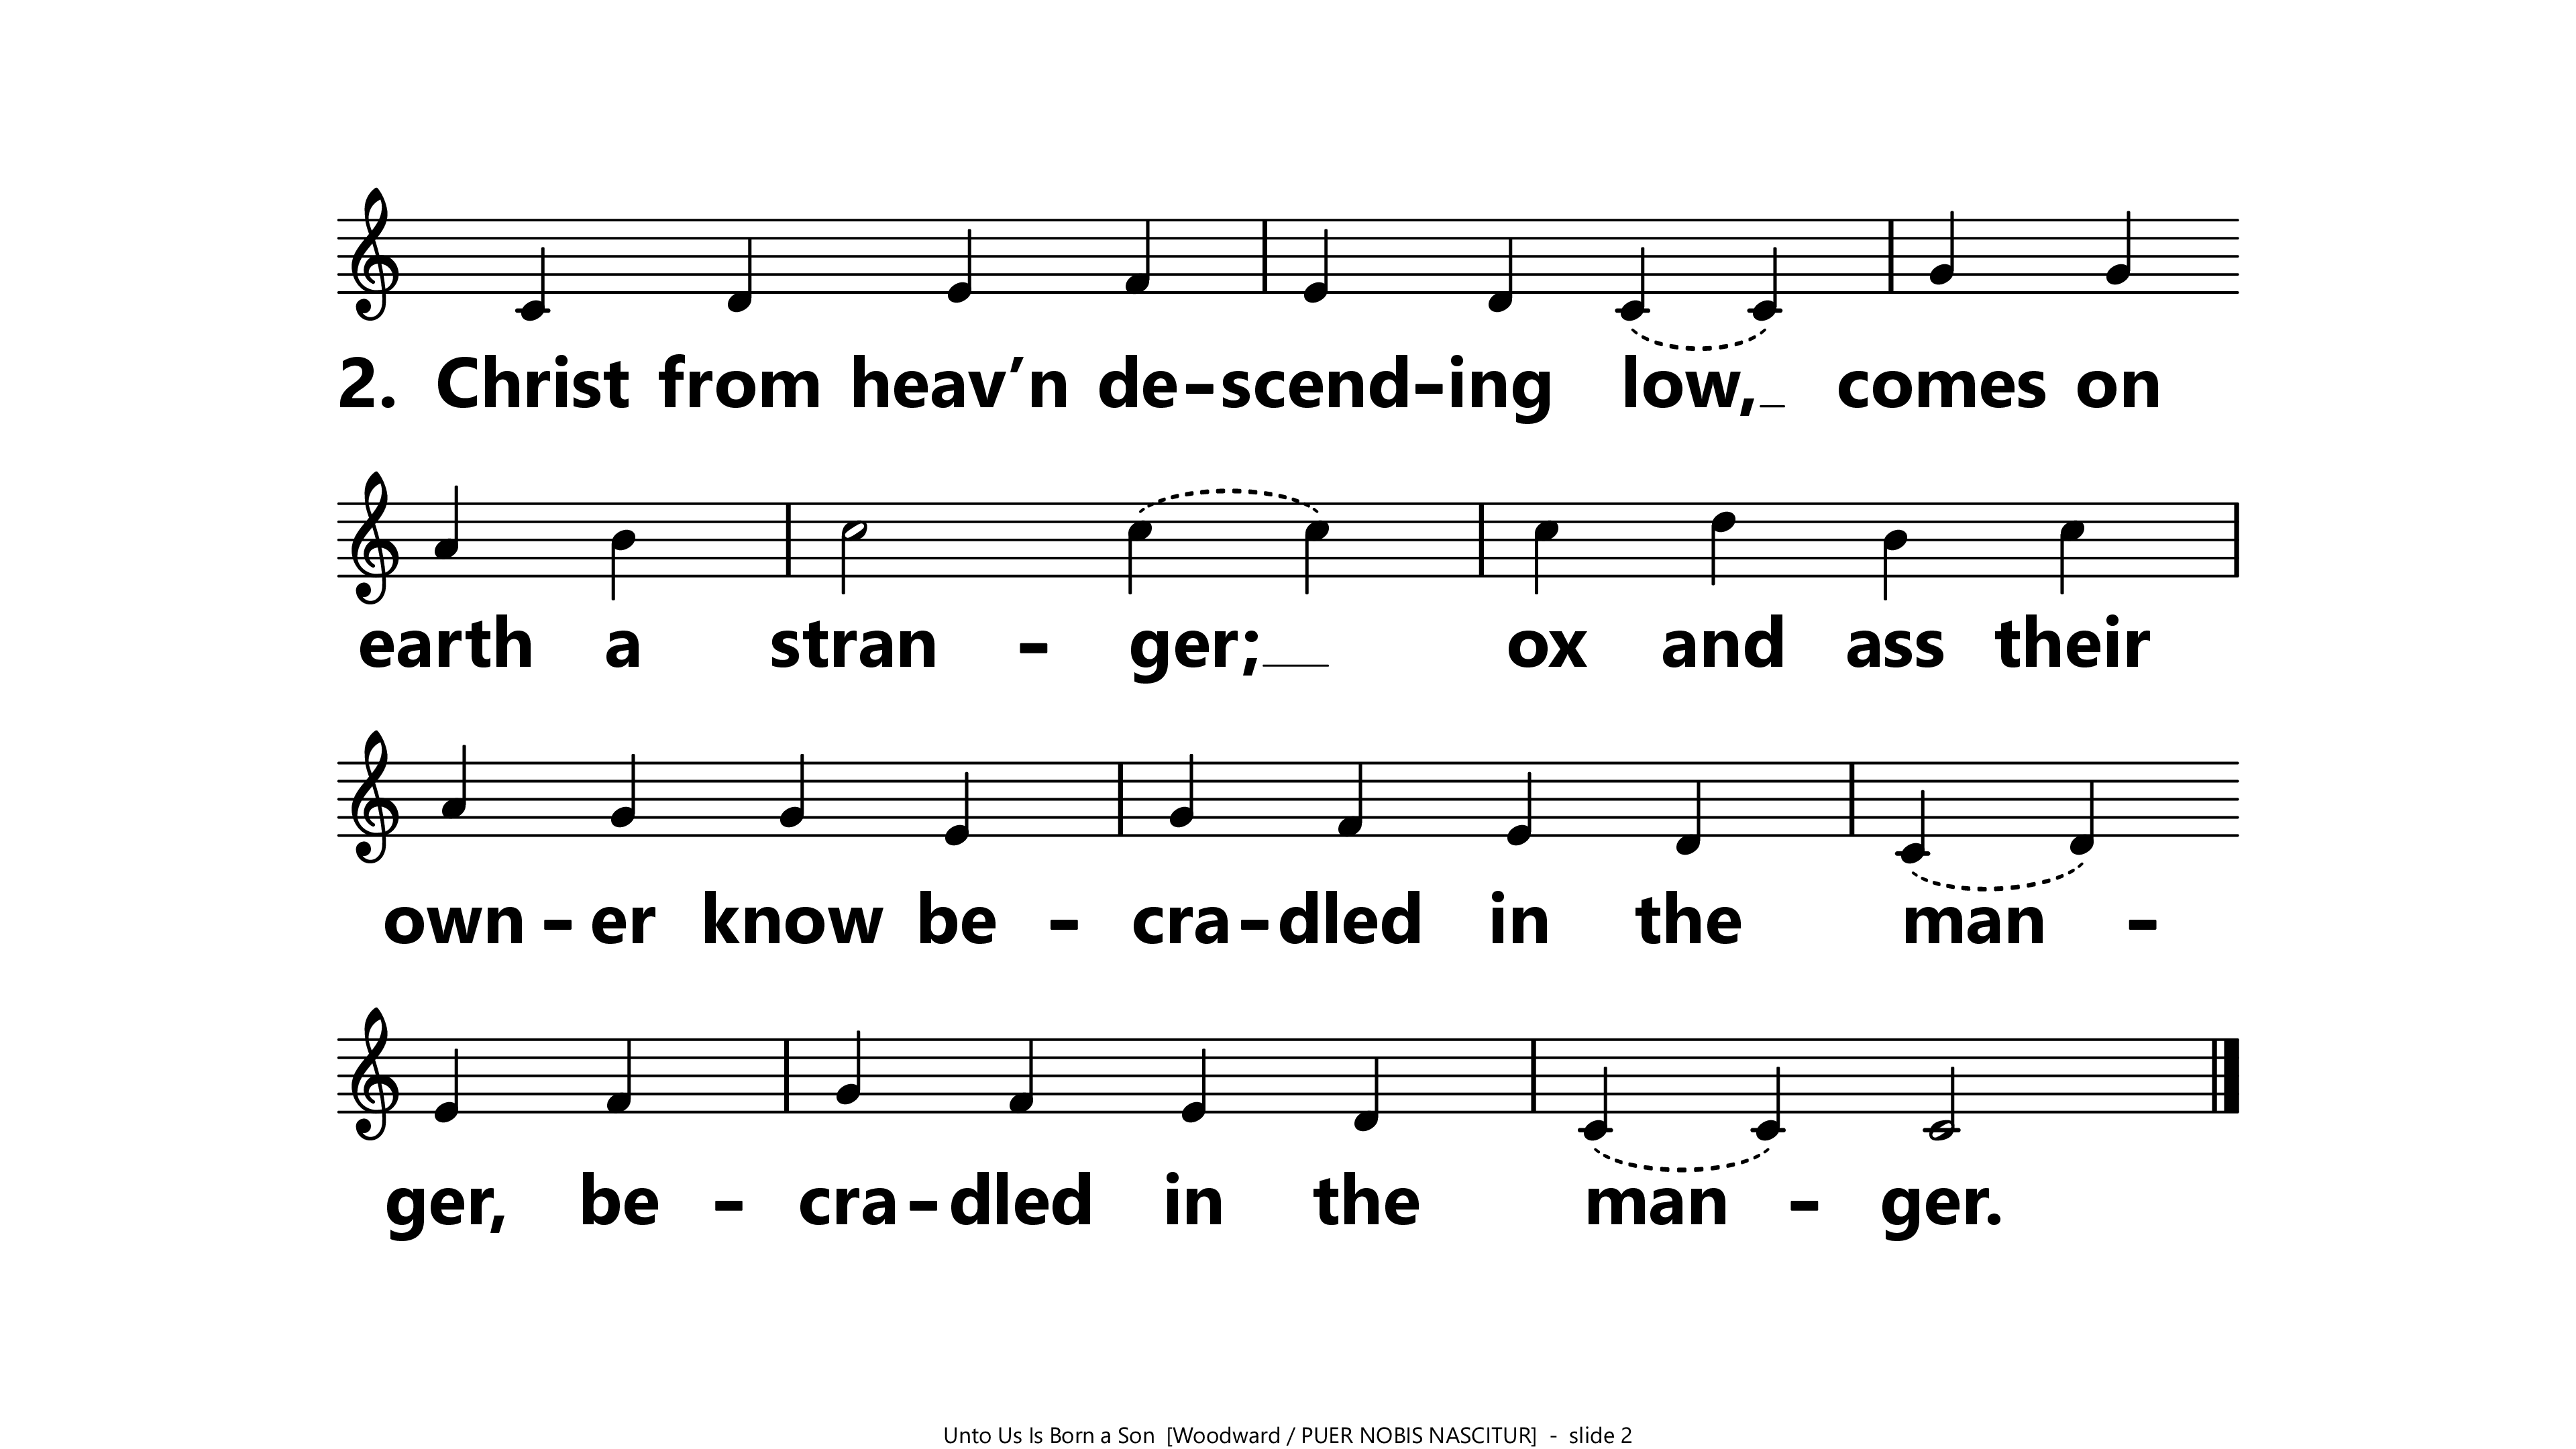 2. Christ from heav’n de-scend-ing low,_ comes on
earth a stran - ger;__ ox and ass their
own - er know be - cra-dled in the man -
ger, be - cra-dled in the man - ger.
Unto Us Is Born a Son [Woodward / PUER NOBIS NASCITUR] - slide 2